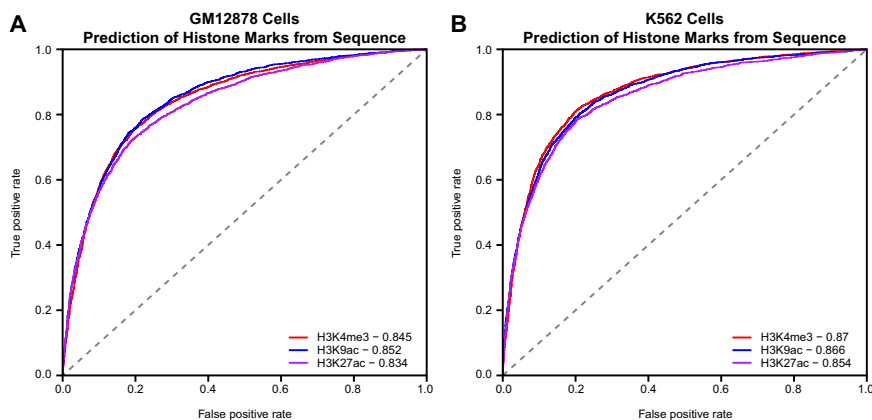 A
GM12878 Cells
Prediction of Histone Marks from Sequence
True positive rate
1.0
0.8
0.6
0.4
0.2
0.0
H3K4me3 − 0.845
H3K9ac − 0.852
H3K27ac − 0.834
0.0 0.2 0.4 0.6 0.8 1.0
False positive rate
B
K562 Cells
Prediction of Histone Marks from Sequence
True positive rate
1.0
0.8
0.6
0.4
0.2
0.0
H3K4me3 − 0.87
H3K9ac − 0.866
H3K27ac − 0.854
0.0 0.2 0.4 0.6 0.8 1.0
False positive rate